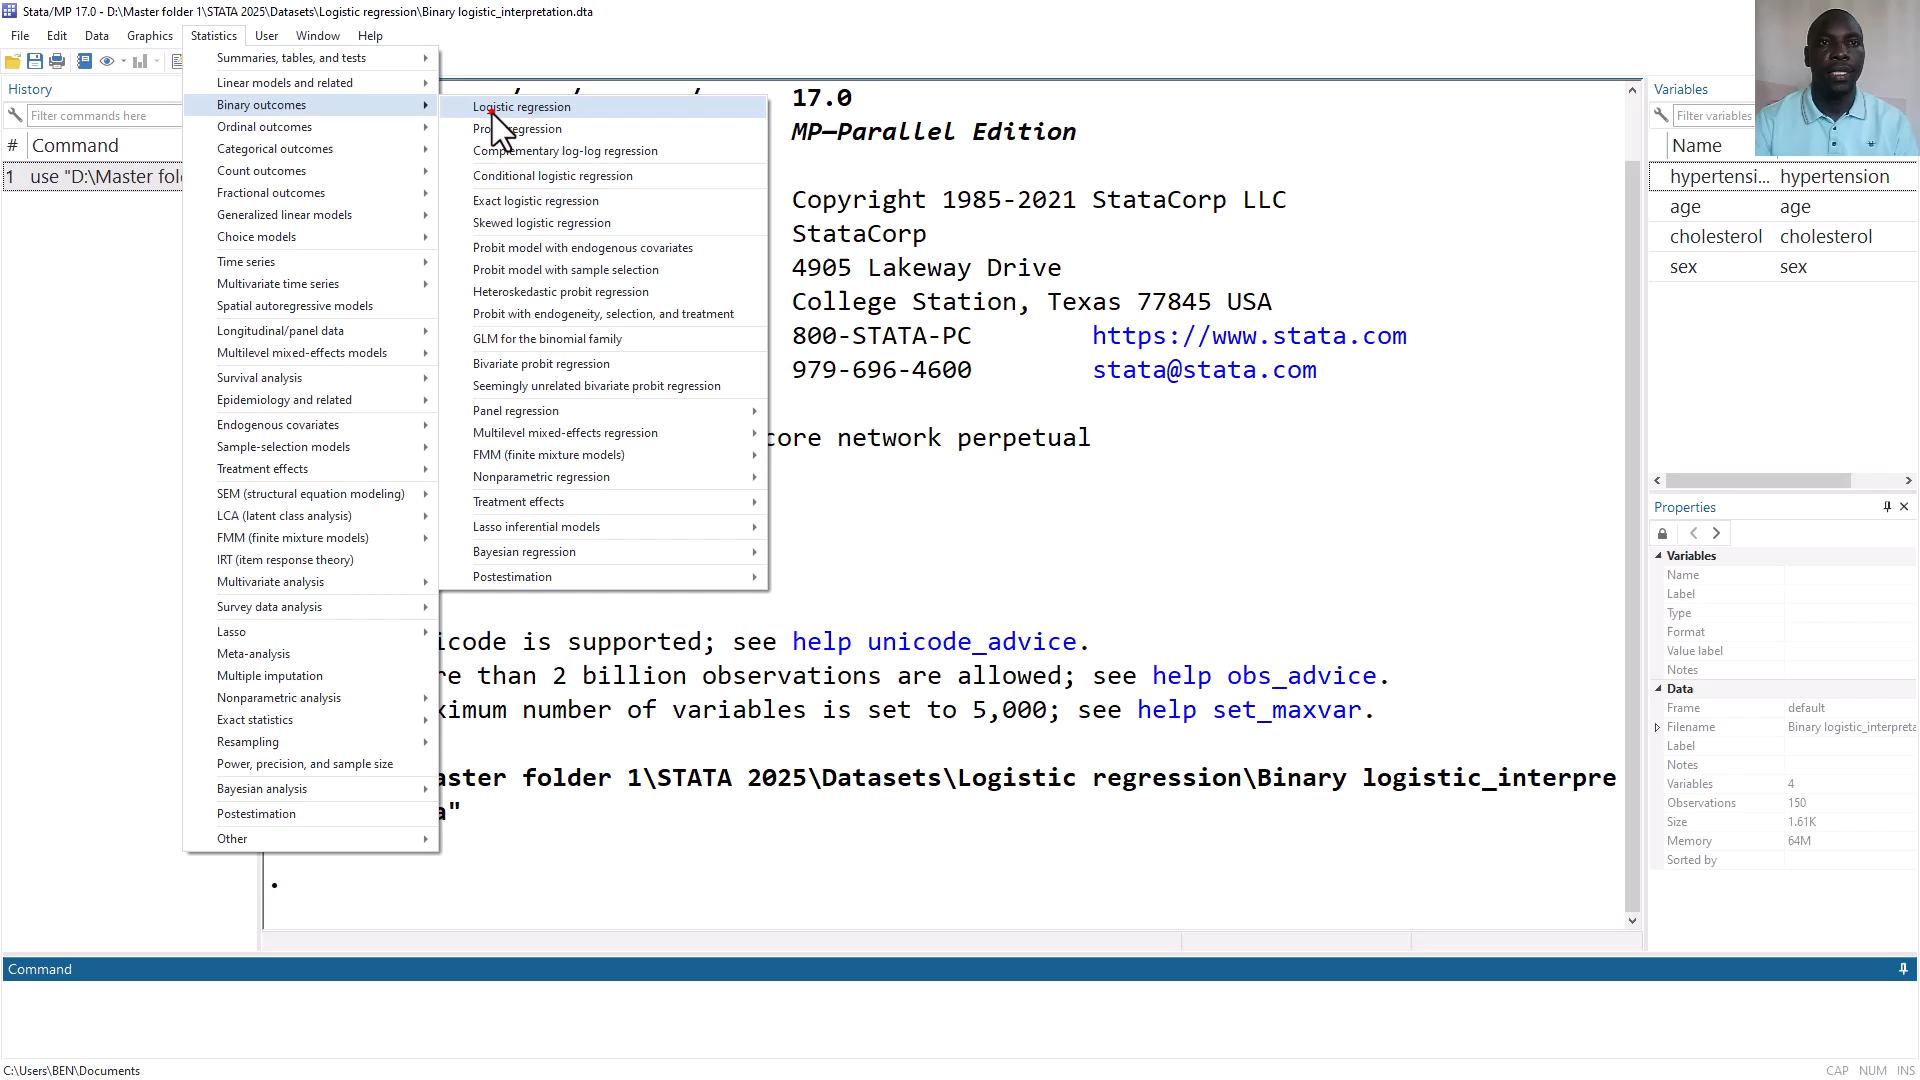 Stata/MP 17.0 - D:\Master folder 1\STATA 2025\Datasets\Logistic regression\Binary logistic_interpretation.dta
File Edit Data Graphics Statistics User Window Help
History
Filter commands here
# Command
1 use "D:\Master fol
Summaries, tables, and tests
Linear models and related
Binary outcomes
Ordinal outcomes
Categorical outcomes
Count outcomes
Fractional outcomes
Generalized linear models
Choice models
Time series
Multivariate time series
Spatial autoregressive models
Longitudinal/panel data
Multilevel mixed-effects models
Survival analysis
Epidemiology and related
Endogenous covariates
Sample-selection models
Treatment effects
SEM (structural equation modeling)
LCA (latent class analysis)
FMM (finite mixture models)
IRT (item response theory)
Multivariate analysis
Survey data analysis
Lasso
Meta-analysis
Multiple imputation
Nonparametric analysis
Exact statistics
Resampling
Power, precision, and sample size
Bayesian analysis
Postestimation
Other
Logistic regression
Pro regression
Complementary log-log regression
Conditional logistic regression
Exact logistic regression
Skewed logistic regression
Probit model with endogenous covariates
Probit model with sample selection
Heteroskedastic probit regression
Probit with endogeneity, selection, and treatment
GLM for the binomial family
Bivariate probit regression
Seemingly unrelated bivariate probit regression
Panel regression
Multilevel mixed-effects regression
FMM (finite mixture models)
Nonparametric regression
Treatment effects
Lasso inferential models
Bayesian regression
Postestimation
17.0
MP—Parallel Edition
Copyright 1985-2021 StataCorp LLC
StataCorp
4905 Lakeway Drive
College Station, Texas 77845 USA
800-STATA-PC https://www.stata.com
979-696-4600 stata@stata.com
core network perpetual
icode is supported; see help unicode_advice.
re than 2 billion observations are allowed; see help obs_advice.
ximum number of variables is set to 5,000; see help set_maxvar.
aster folder 1\STATA 2025\Datasets\Logistic regression\Binary logistic_interpre
a"
.
Variables
Filter variables
Name
hypertensi... hypertension
age age
cholesterol cholesterol
sex sex
Properties
Variables
Name
Label
Type
Format
Value label
Notes
Data
Frame default
Filename Binary logistic_interpreta
Label
Notes
Variables 4
Observations 150
Size 1.61K
Memory 64M
Sorted by
Command
C:\Users\BEN\Documents
CAP NUM INS